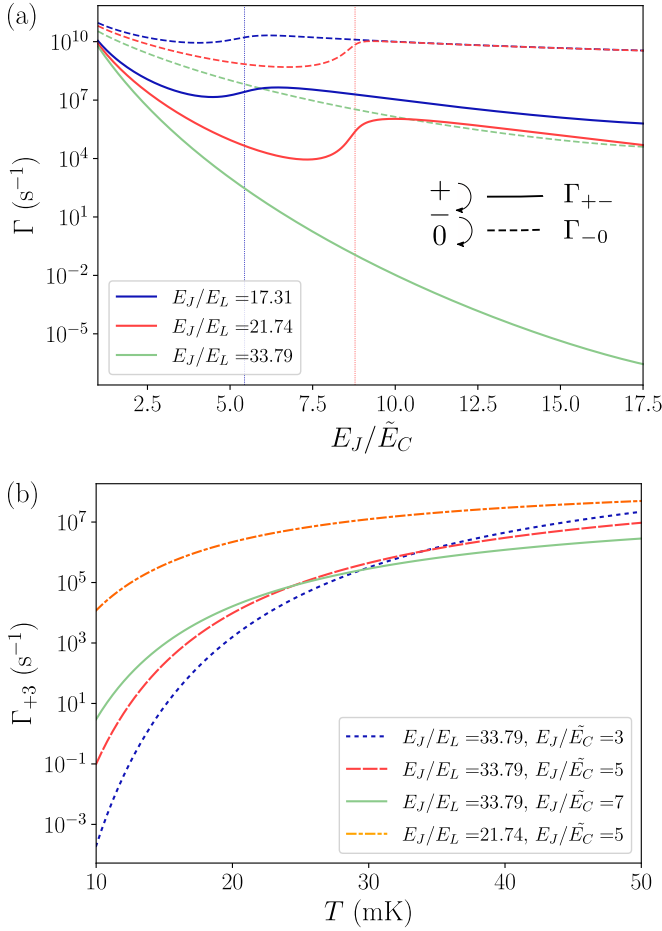 (a)
10^10
10^7
10^4
10^1
10^−2
10^−5
Γ (s^−1)
+
−
0
Γ_+−
Γ_−0
E_J/E_L =17.31
E_J/E_L =21.74
E_J/E_L =33.79
2.5 5.0 7.5 10.0 12.5 15.0 17.5
E_J/Ẽ_C
(b)
10^7
10^5
10^3
10^1
10^−1
10^−3
Γ_+3 (s^−1)
E_J/E_L =33.79, E_J/Ẽ_C =3
E_J/E_L =33.79, E_J/Ẽ_C =5
E_J/E_L =33.79, E_J/Ẽ_C =7
E_J/E_L =21.74, E_J/Ẽ_C =5
10 20 30 40 50
T (mK)